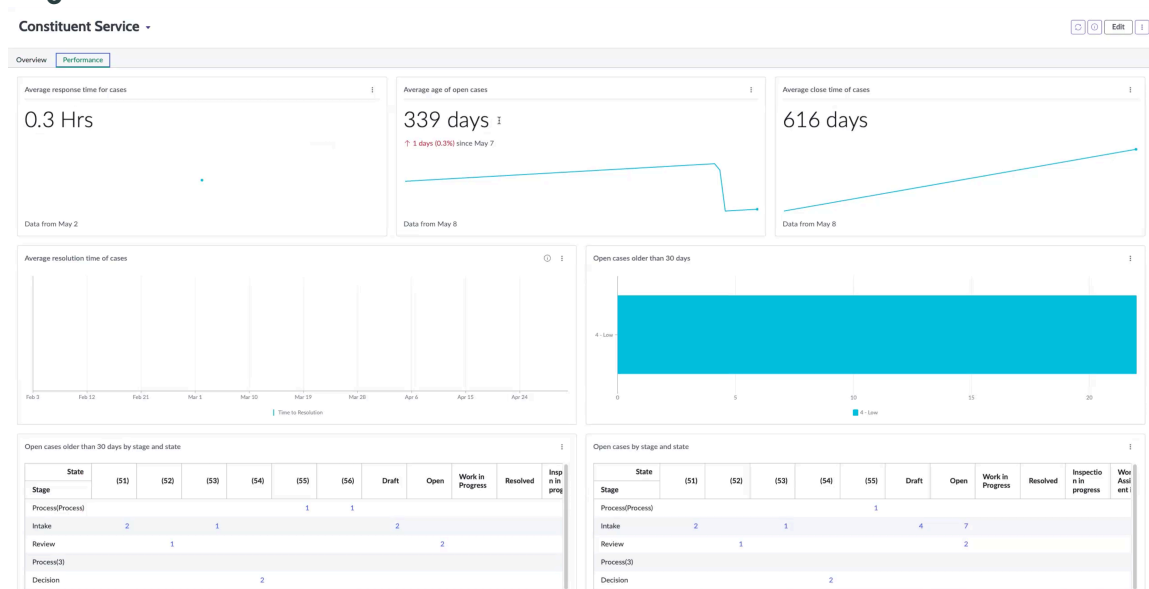 Constituent Service
Edit
Overview Performance
Average response time for cases
0.3 Hrs
Data from May 2
Average age of open cases
339 days
↑ 1 days (0.3%) since May 7
Data from May 8
Average close time of cases
616 days
Data from May 8
Average resolution time of cases
Feb 3 Feb 12 Feb 21 Mar 1 Mar 10 Mar 19 Mar 28 Apr 6 Apr 15 Apr 24
Time to Resolution
Open cases older than 30 days
4 - Low
0 5 10 15 20
4 - Low
Open cases older than 30 days by stage and state
State
Stage
(51) (52) (53) (54) (55) (56) Draft Open Work in Progress Resolved Insp n in prog
Process(Process) 1 1
Intake 2 1 2
Review 1 2
Process(3)
Decision 2
Open cases by stage and state
State
Stage
(51) (52) (53) (54) (55) Draft Open Work in Progress Resolved Inspectio n in progress Wor Assi ent i
Process(Process) 1
Intake 2 1 4 7
Review 1 2
Process(3)
Decision 2